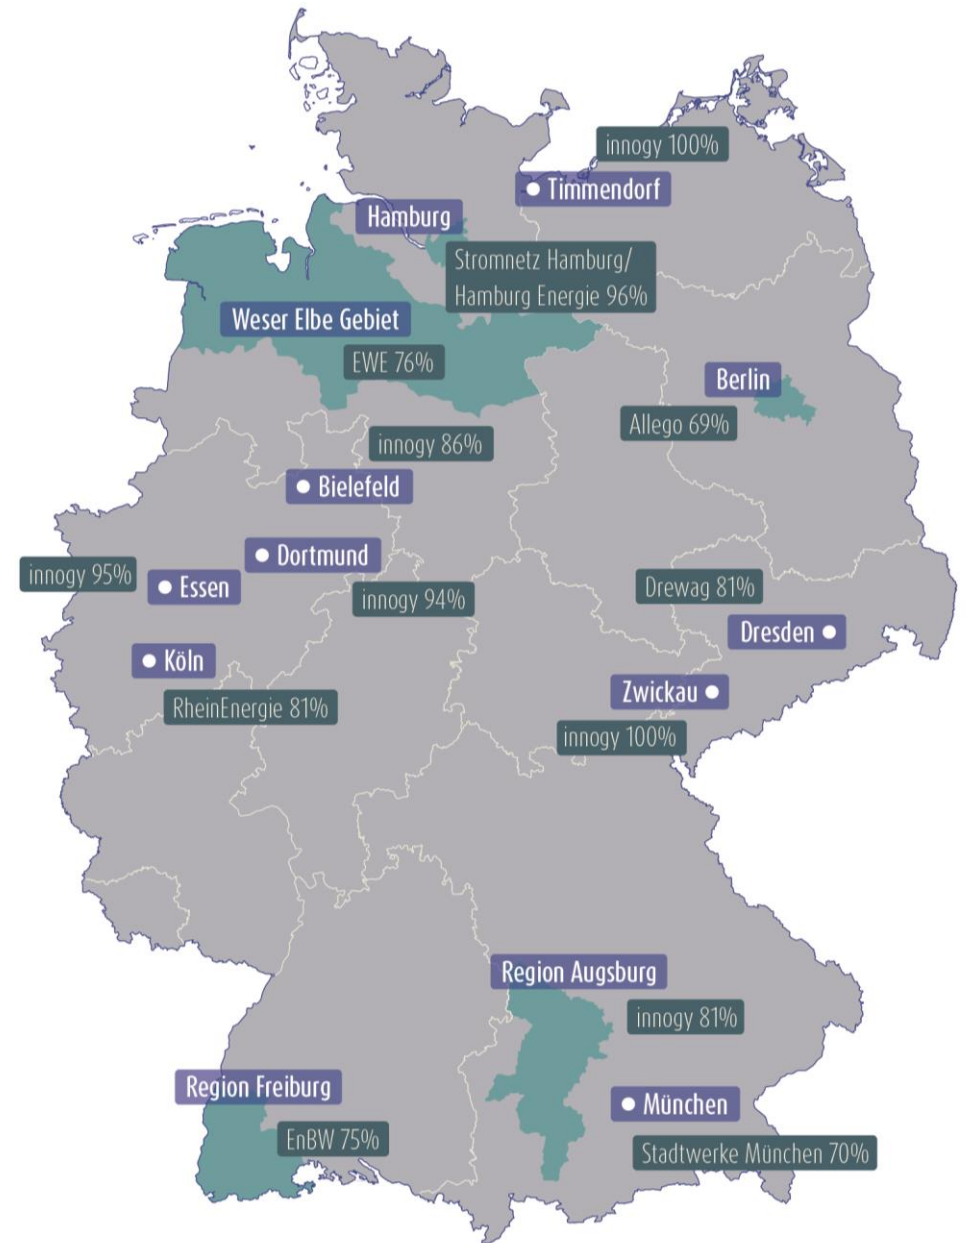 innogy 100%
Timmendorf
Hamburg
Stromnetz Hamburg/
Hamburg Energie 96%
Weser Elbe Gebiet
EWE 76%
Berlin
Allego 69%
innogy 86%
Bielefeld
Dortmund
innogy 95%
Essen
innogy 94%
Drewag 81%
Dresden
Köln
RheinEnergie 81%
Zwickau
innogy 100%
Region Augsburg
innogy 81%
Region Freiburg
EnBW 75%
München
Stadtwerke München 70%